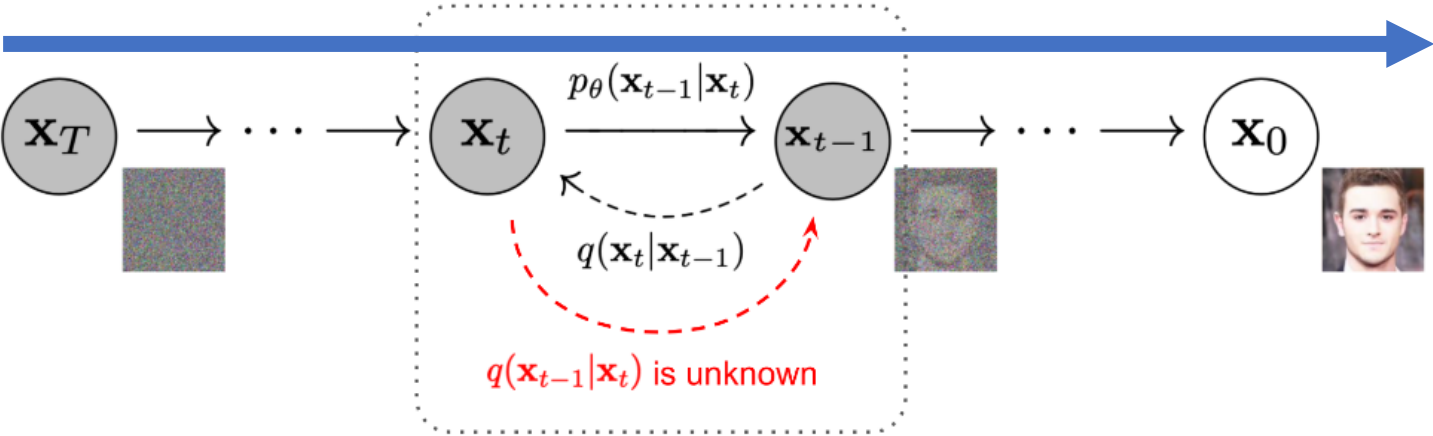 p_θ(x_{t−1}|x_t)
x_T → ⋯ → x_t → x_{t−1} → ⋯ → x_0
q(x_t|x_{t−1})
q(x_{t−1}|x_t) is unknown